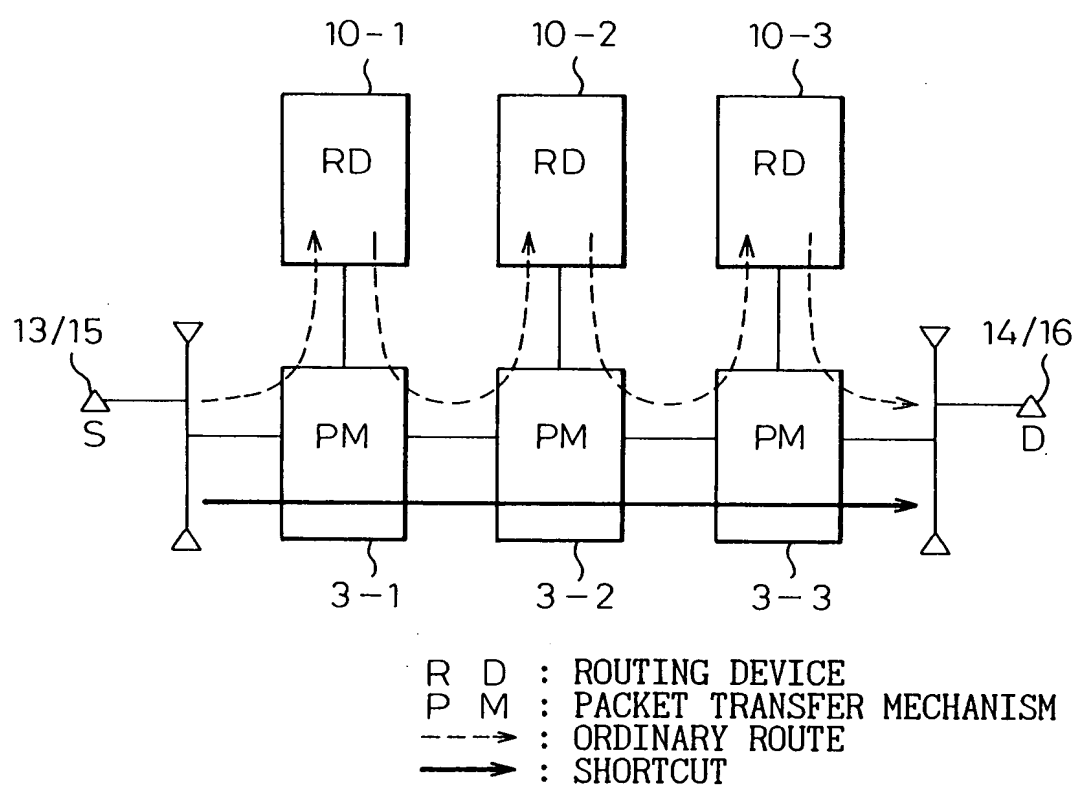 10-1 10-2 10-3
RD RD RD
13/15 14/16
S PM PM PM D
3-1 3-2 3-3
R D : ROUTING DEVICE
P M : PACKET TRANSFER MECHANISM
: ORDINARY ROUTE
: SHORTCUT